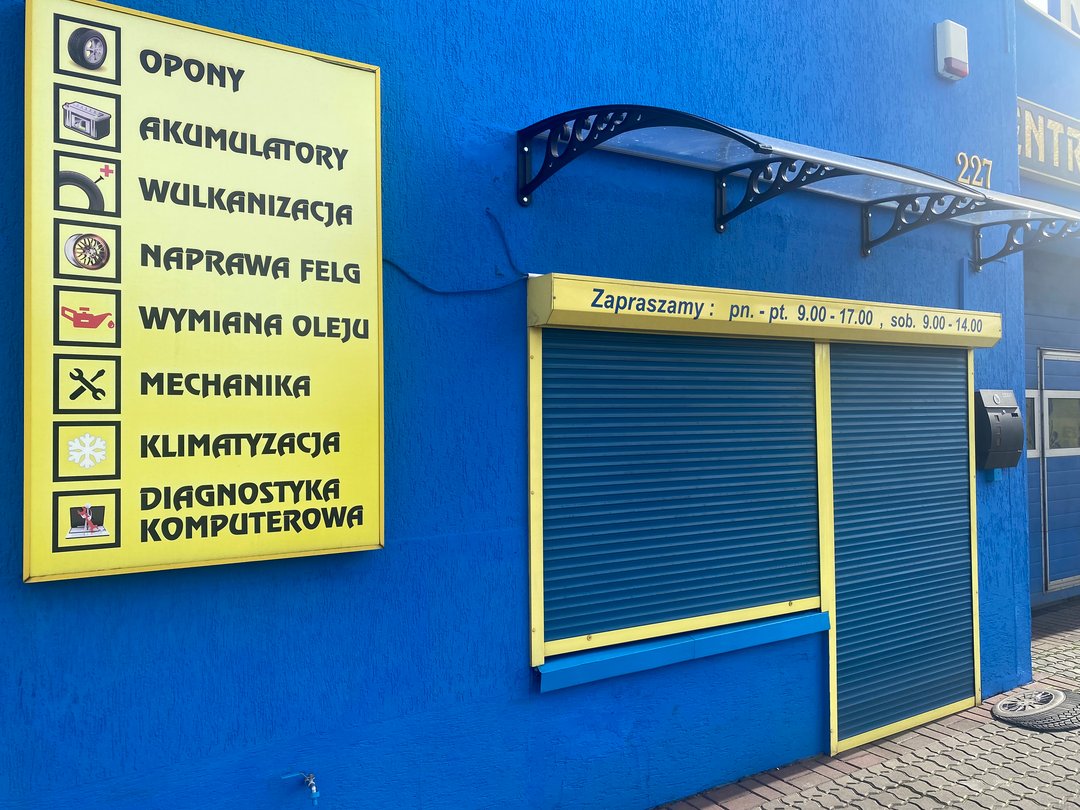 OPONY
AKUMULATORY
WULKANIZACJA
NAPRAWA FELG
WYMIANA OLEJU
MECHANIKA
KLIMATYZACJA
DIAGNOSTYKA
KOMPUTEROWA
Zapraszamy : pn. - pt. 9.00 - 17.00 , sob. 9.00 - 14.00
227